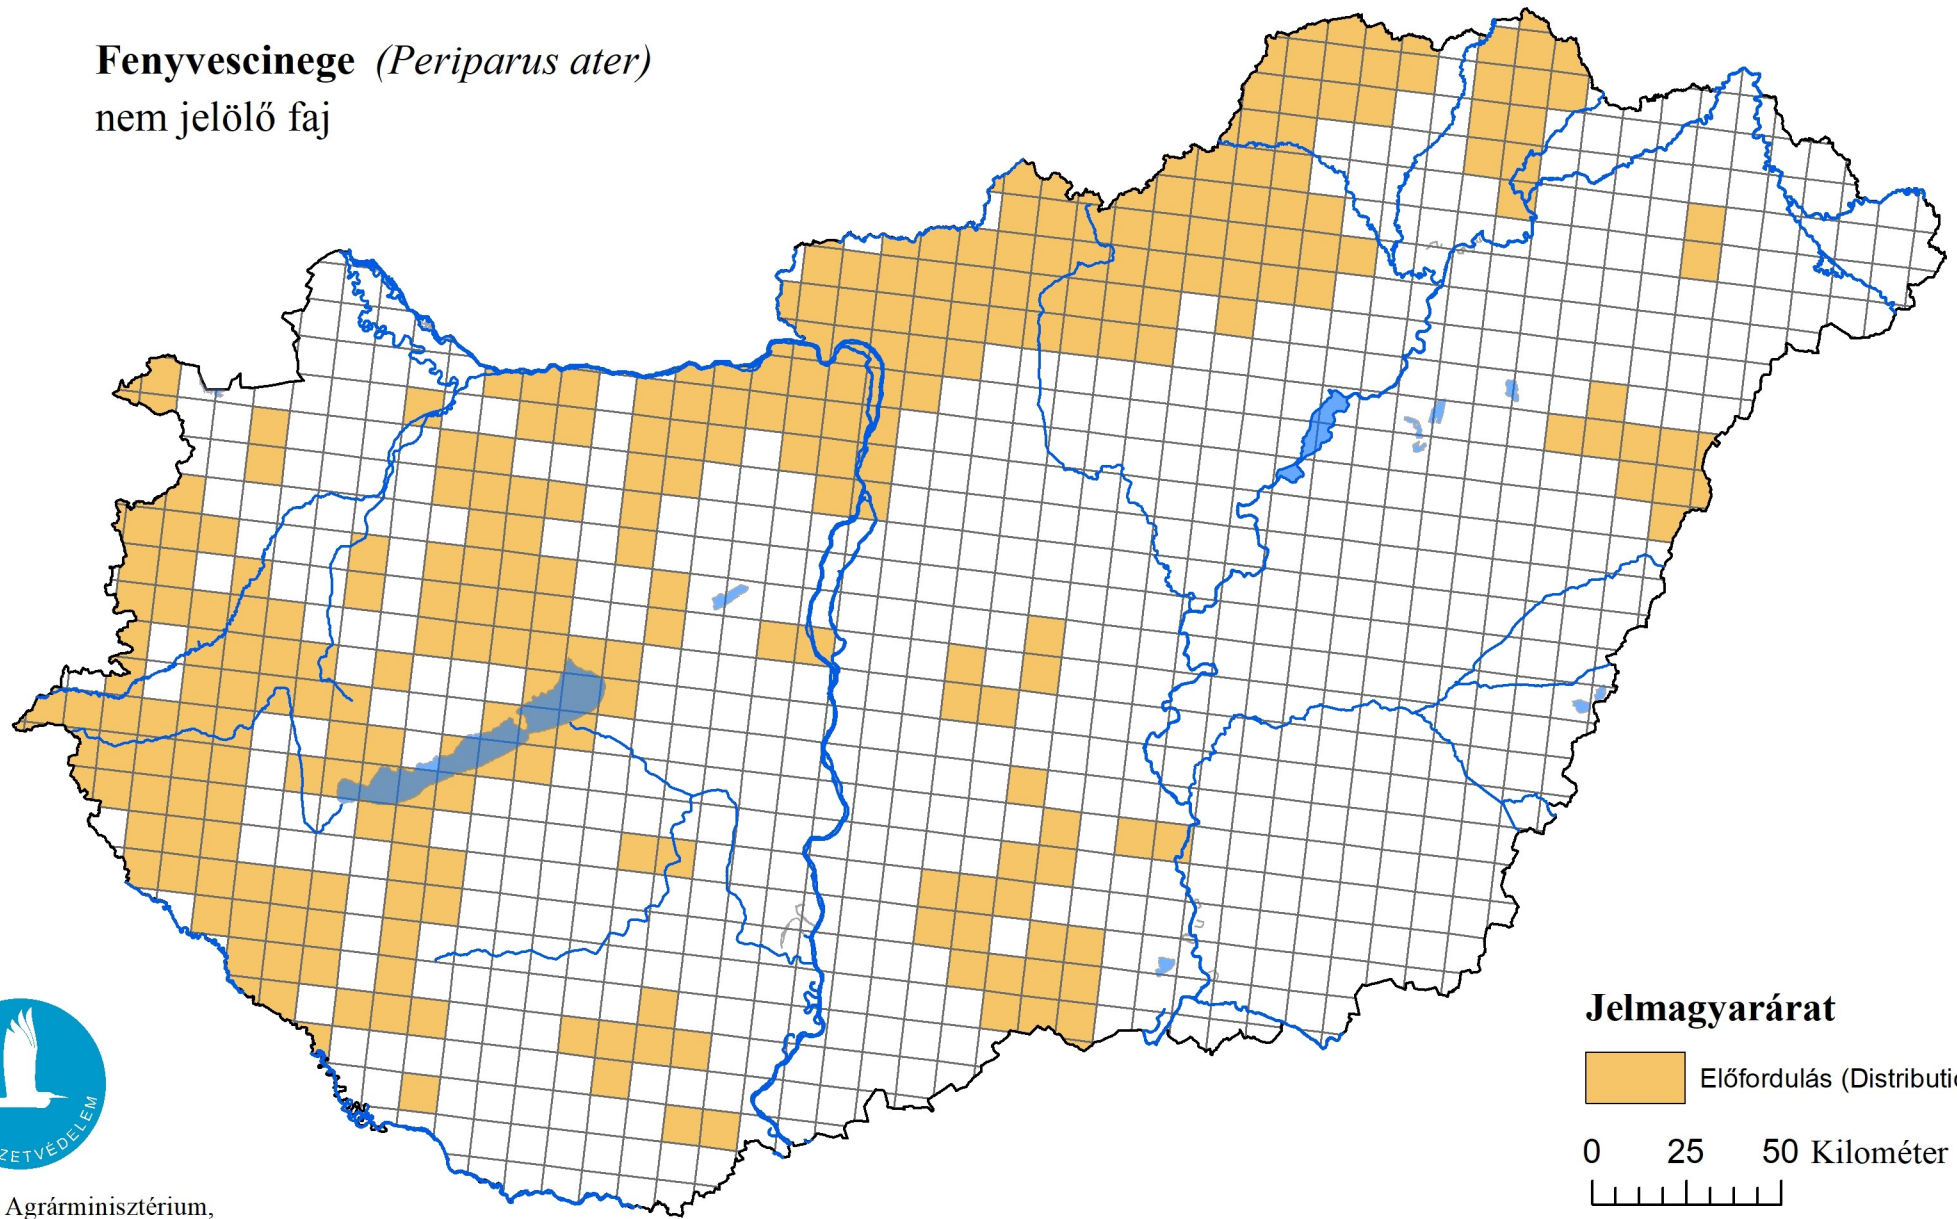 Fenyvescinege (Periparus ater)
nem jelölő faj
Jelmagyarárat
Előfordulás (Distributi
0 25 50 Kilométer
ZETVÉDELEM
Agrárminisztérium,